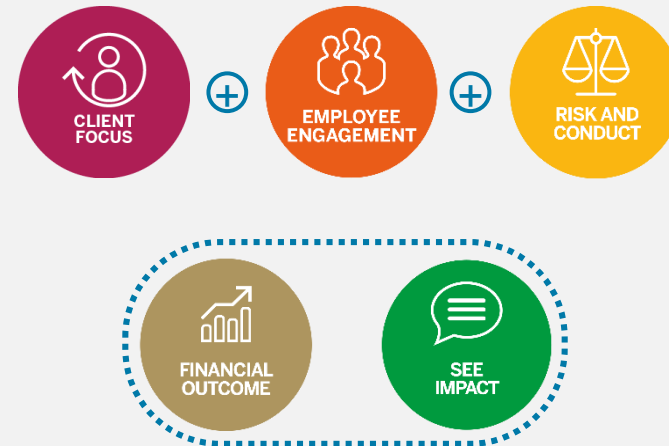 CLIENT
FOCUS
EMPLOYEE
ENGAGEMENT
RISK AND
CONDUCT
FINANCIAL
OUTCOME
SEE
IMPACT